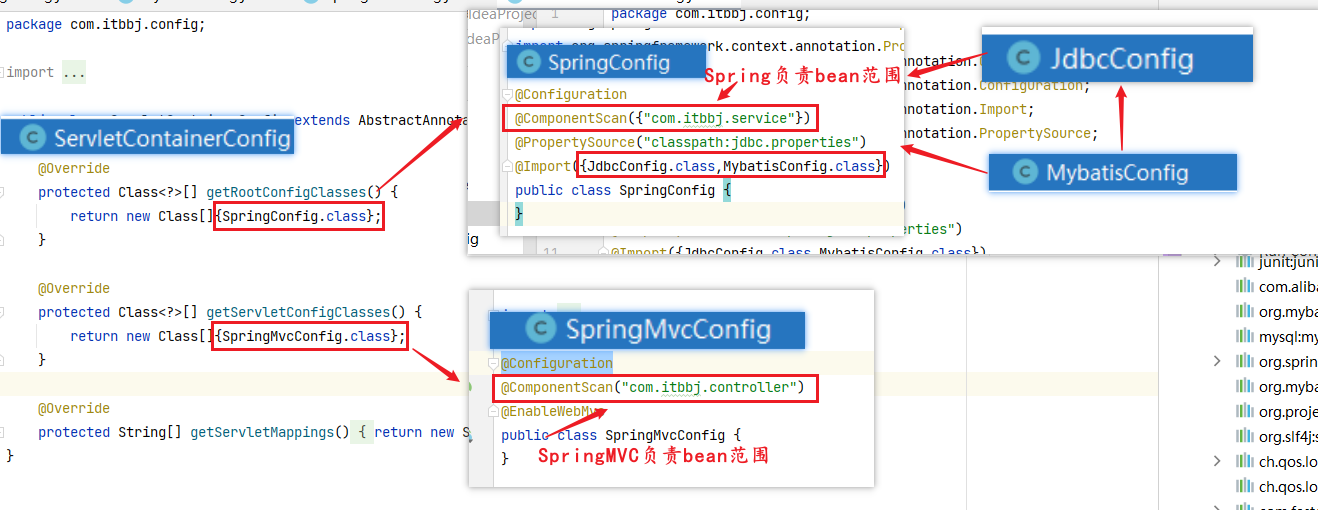 package com.itbbj.config;
import ...
ServletContainerConfig
extends AbstractAnnota
@Override
protected Class<?>[] getRootConfigClasses() {
return new Class[]{SpringConfig.class};
}
@Override
protected Class<?>[] getServletConfigClasses() {
return new Class[]{SpringMvcConfig.class};
}
@Override
protected String[] getServletMappings() { return new S
}
IdeaProj
deaPro
1
package com.itbbj.config;
import org.springframework.context.annotation.Pro
SpringConfig
Spring负责bean范围
@Configuration
@ComponentScan({"com.itbbj.service"})
@PropertySource("classpath:jdbc.properties")
@Import({JdbcConfig.class,MybatisConfig.class})
public class SpringConfig {
}
JdbcConfig
annotation.Configuration;
annotation.Import;
annotation.PropertySource;
MybatisConfig
erties")
11
@Import({JdbcConfig.class,MybatisConfig.class})
SpringMvcConfig
@Configuration
@ComponentScan("com.itbbj.controller")
@EnableWebMvc
public class SpringMvcConfig {
}
SpringMVC负责bean范围
junit:juni
com.aliba
org.myba
mysql:my
org.sprin
org.myba
org.proje
org.slf4j:s
ch.qos.lo
ch.qos.lo